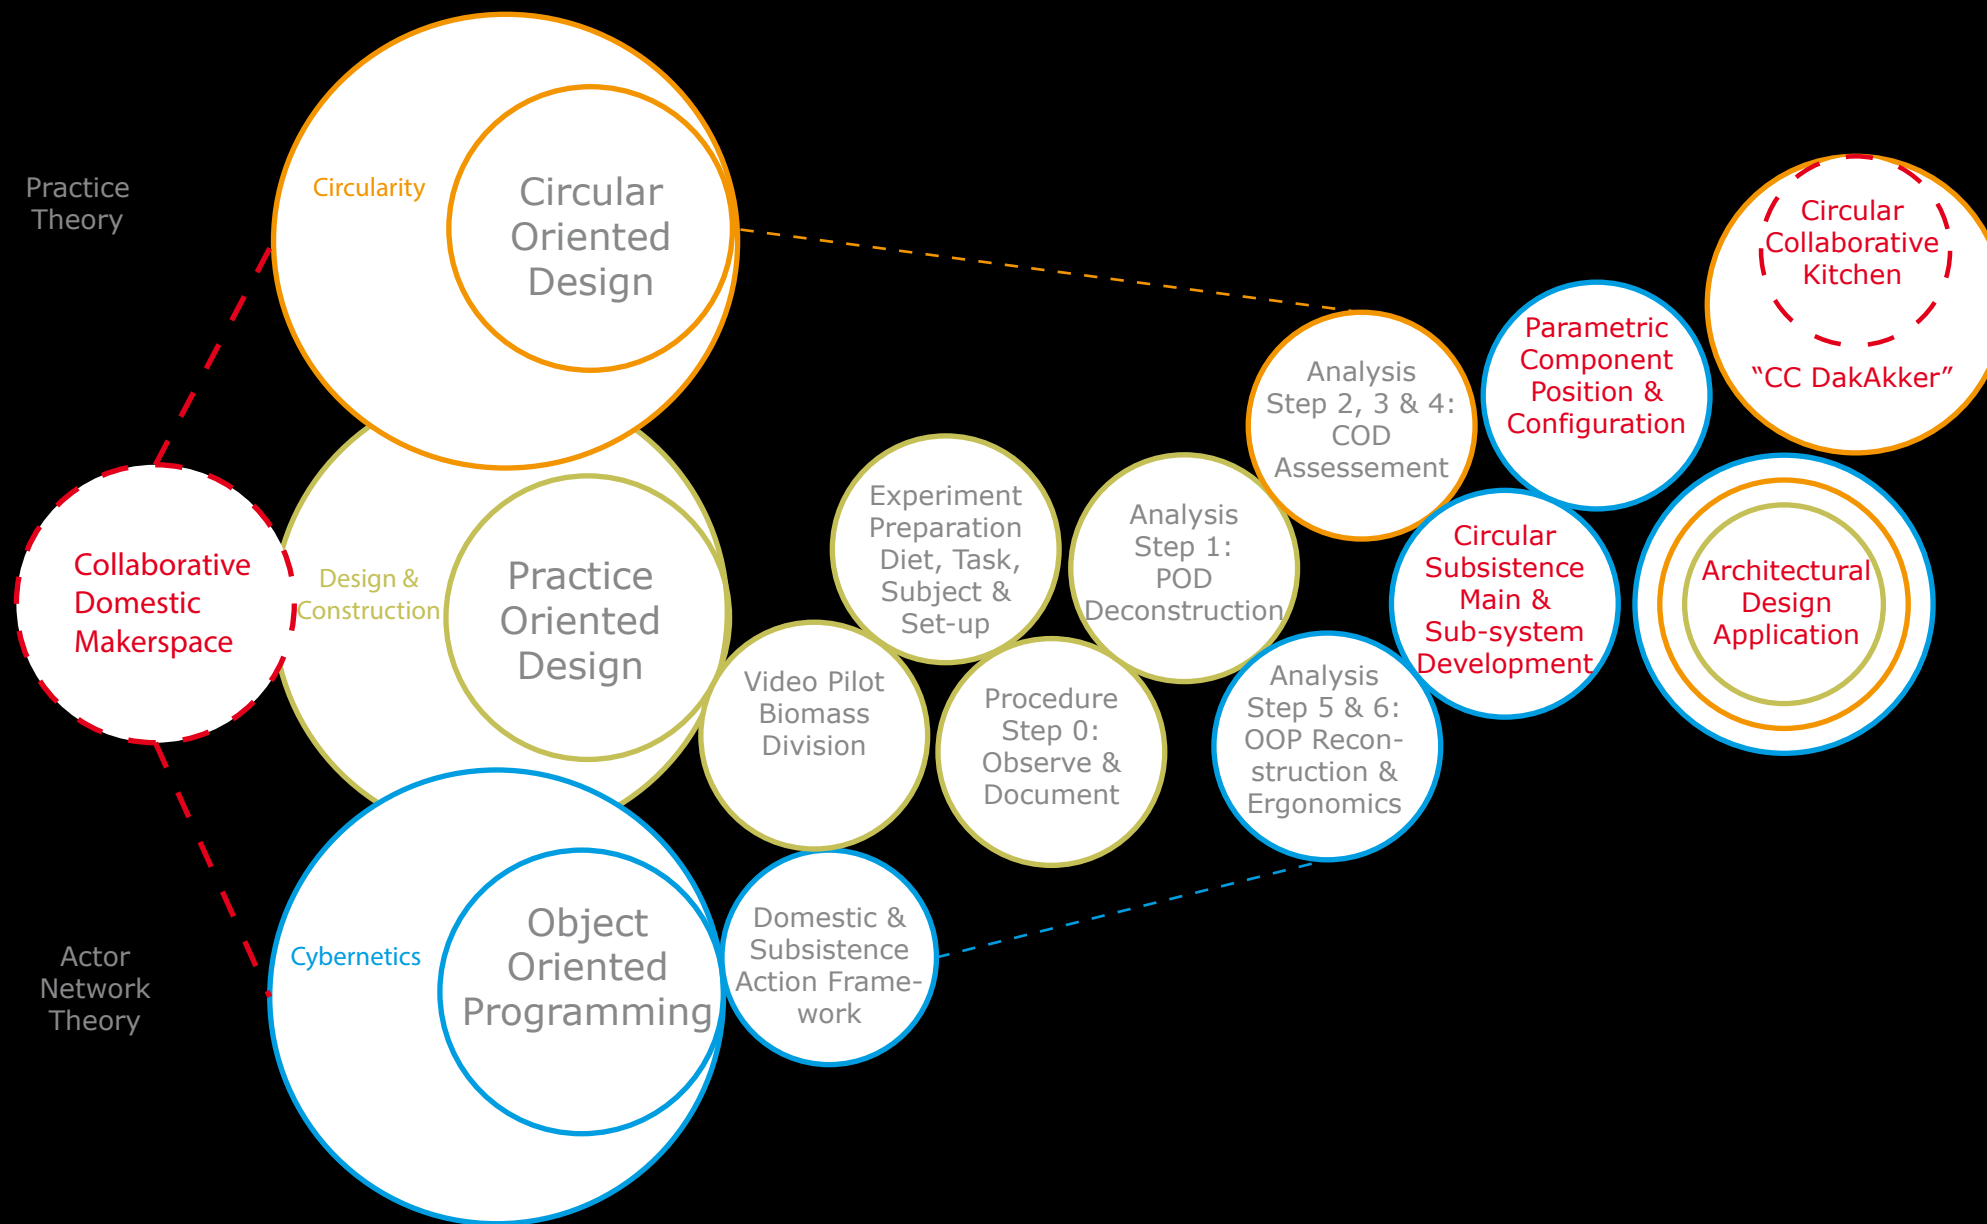 Practice
Theory
Circularity
Circular
Oriented
Design
Collaborative
Domestic
Makerspace
Design &
Construction
Practice
Oriented
Design
Actor
Network
Theory
Cybernetics
Object
Oriented
Programming
Video Pilot
Biomass
Division
Domestic &
Subsistence
Action Frame-
work
Experiment
Preparation
Diet, Task,
Subject &
Set-up
Procedure
Step 0:
Observe &
Document
Analysis
Step 1:
POD
Deconstruction
Analysis
Step 2, 3 & 4:
COD
Assessement
Analysis
Step 5 & 6:
OOP Recon-
struction &
Ergonomics
Circular
Subsistence
Main &
Sub-system
Development
Parametric
Component
Position &
Configuration
Circular
Collaborative
Kitchen
“CC DakAkker”
Architectural
Design
Application